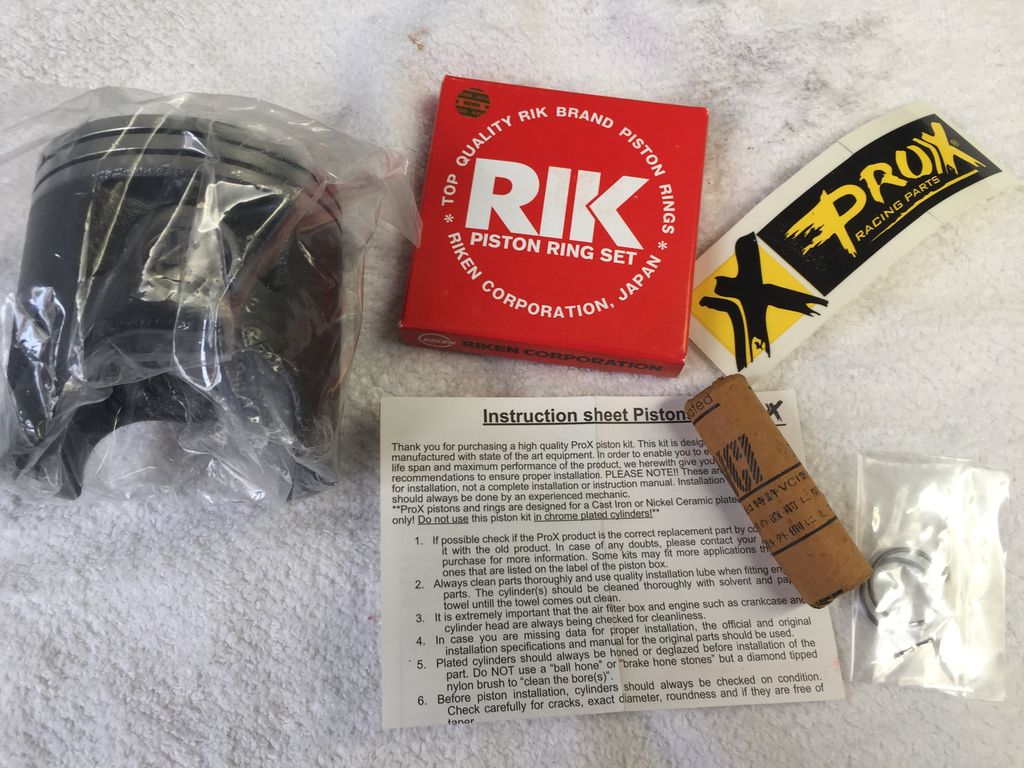 * TOP QUALITY RIK BRAND PISTON RINGS *
RIK
PISTON RING SET
RIKEN CORPORATION, JAPAN
RIKEN
RIKEN CORPORATION
PROX
RACING PARTS
Instruction sheet Piston
Thank you for purchasing a high quality ProX piston kit. This kit is
manufactured with state of the art equipment. In order to enable you to
life span and maximum performance of the product, we herewith give you
recommendations to ensure proper installation. PLEASE NOTE!! These are
for installation, not a complete installation or instruction manual. Installation
should always be done by an experienced mechanic.
**ProX pistons and rings are designed for a Cast Iron or Nickel Ceramic
only! Do not use this piston kit in chrome plated cylinders!**
1. If possible check if the ProX product is the correct replacement part by
it with the old product. In case of any doubts, please contact your
purchase for more information. Some kits may fit more applications
ones that are listed on the label of the piston box.
2. Always clean parts thoroughly and use quality installation lube when fitting
parts. The cylinder(s) should be cleaned thoroughly with solvent and
towel untill the towel comes out clean.
3. It is extremely important that the air filter box and engine such as crankcase and
cylinder head are always being checked for cleanliness.
4. In case you are missing data for proper installation, the official and original
installation specifications and manual for the original parts should be used.
5. Plated cylinders should always be honed or deglazed before installation of the
part. Do NOT use a "ball hone" or "brake hone stones" but a diamond tipped
nylon brush to "clean the bore(s)".
6. Before piston installation, cylinders should always be checked on condition.
Check carefully for cracks, exact diameter, roundness and if they are free of
taper
VCI